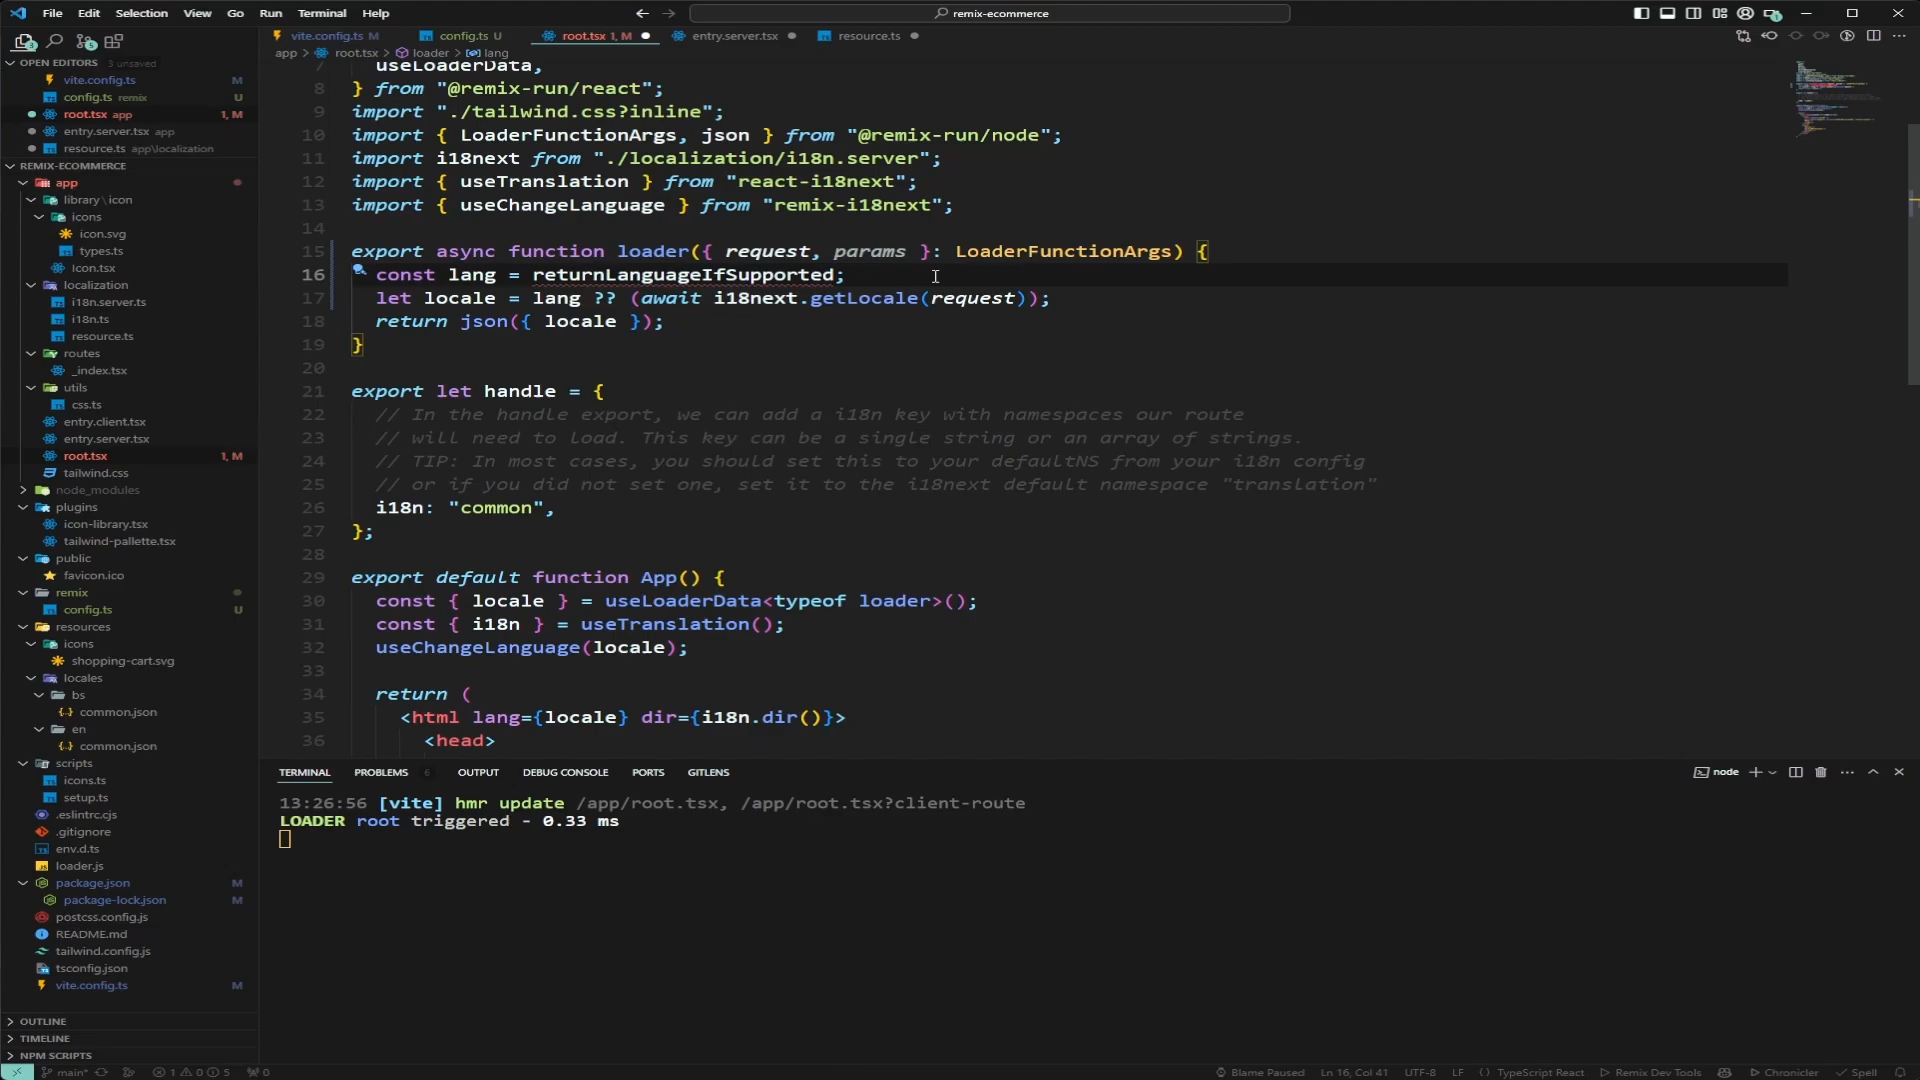 File Edit Selection View Go Run Terminal Help
remix-ecommerce
vite.config.ts M
config.ts U
root.tsx 1, M
entry.server.tsx
resource.ts
app > root.tsx > loader > lang
OPEN EDITORS 3 unsaved
vite.config.ts M
config.ts remix U
root.tsx app 1, M
entry.server.tsx app
resource.ts app\localization
REMIX-ECOMMERCE
app
library\icon
icons
icon.svg
types.ts
Icon.tsx
localization
i18n.server.ts
i18n.ts
resource.ts
routes
_index.tsx
utils
css.ts
entry.client.tsx
entry.server.tsx
root.tsx 1, M
tailwind.css
node_modules
plugins
icon-library.tsx
tailwind-pallette.tsx
public
favicon.ico
remix
config.ts U
resources
icons
shopping-cart.svg
locales
bs
common.json
en
common.json
scripts
icons.ts
setup.ts
.eslintrc.cjs
.gitignore
env.d.ts
loader.js
package.json M
package-lock.json M
postcss.config.js
README.md
tailwind.config.js
tsconfig.json
vite.config.ts M
OUTLINE
TIMELINE
NPM SCRIPTS
7 useLoaderData,
8 } from "@remix-run/react";
9 import "./tailwind.css?inline";
10 import { LoaderFunctionArgs, json } from "@remix-run/node";
11 import i18next from "./localization/i18n.server";
12 import { useTranslation } from "react-i18next";
13 import { useChangeLanguage } from "remix-i18next";
14
15 export async function loader({ request, params }: LoaderFunctionArgs) {
16 const lang = returnLanguageIfSupported;
17 let locale = lang ?? (await i18next.getLocale(request));
18 return json({ locale });
19 }
20
21 export let handle = {
22 // In the handle export, we can add a i18n key with namespaces our route
23 // will need to load. This key can be a single string or an array of strings.
24 // TIP: In most cases, you should set this to your defaultNS from your i18n config
25 // or if you did not set one, set it to the i18next default namespace "translation"
26 i18n: "common",
27 };
28
29 export default function App() {
30 const { locale } = useLoaderData<typeof loader>();
31 const { i18n } = useTranslation();
32 useChangeLanguage(locale);
33
34 return (
35 <html lang={locale} dir={i18n.dir()}>
36 <head>
TERMINAL PROBLEMS 6 OUTPUT DEBUG CONSOLE PORTS GITLENS
node
13:26:56 [vite] hmr update /app/root.tsx, /app/root.tsx?client-route
LOADER root triggered - 0.33 ms
main* 1 0 5 0
Blame Paused Ln 16, Col 41 UTF-8 LF TypeScript React Remix Dev Tools Chronicler Spell